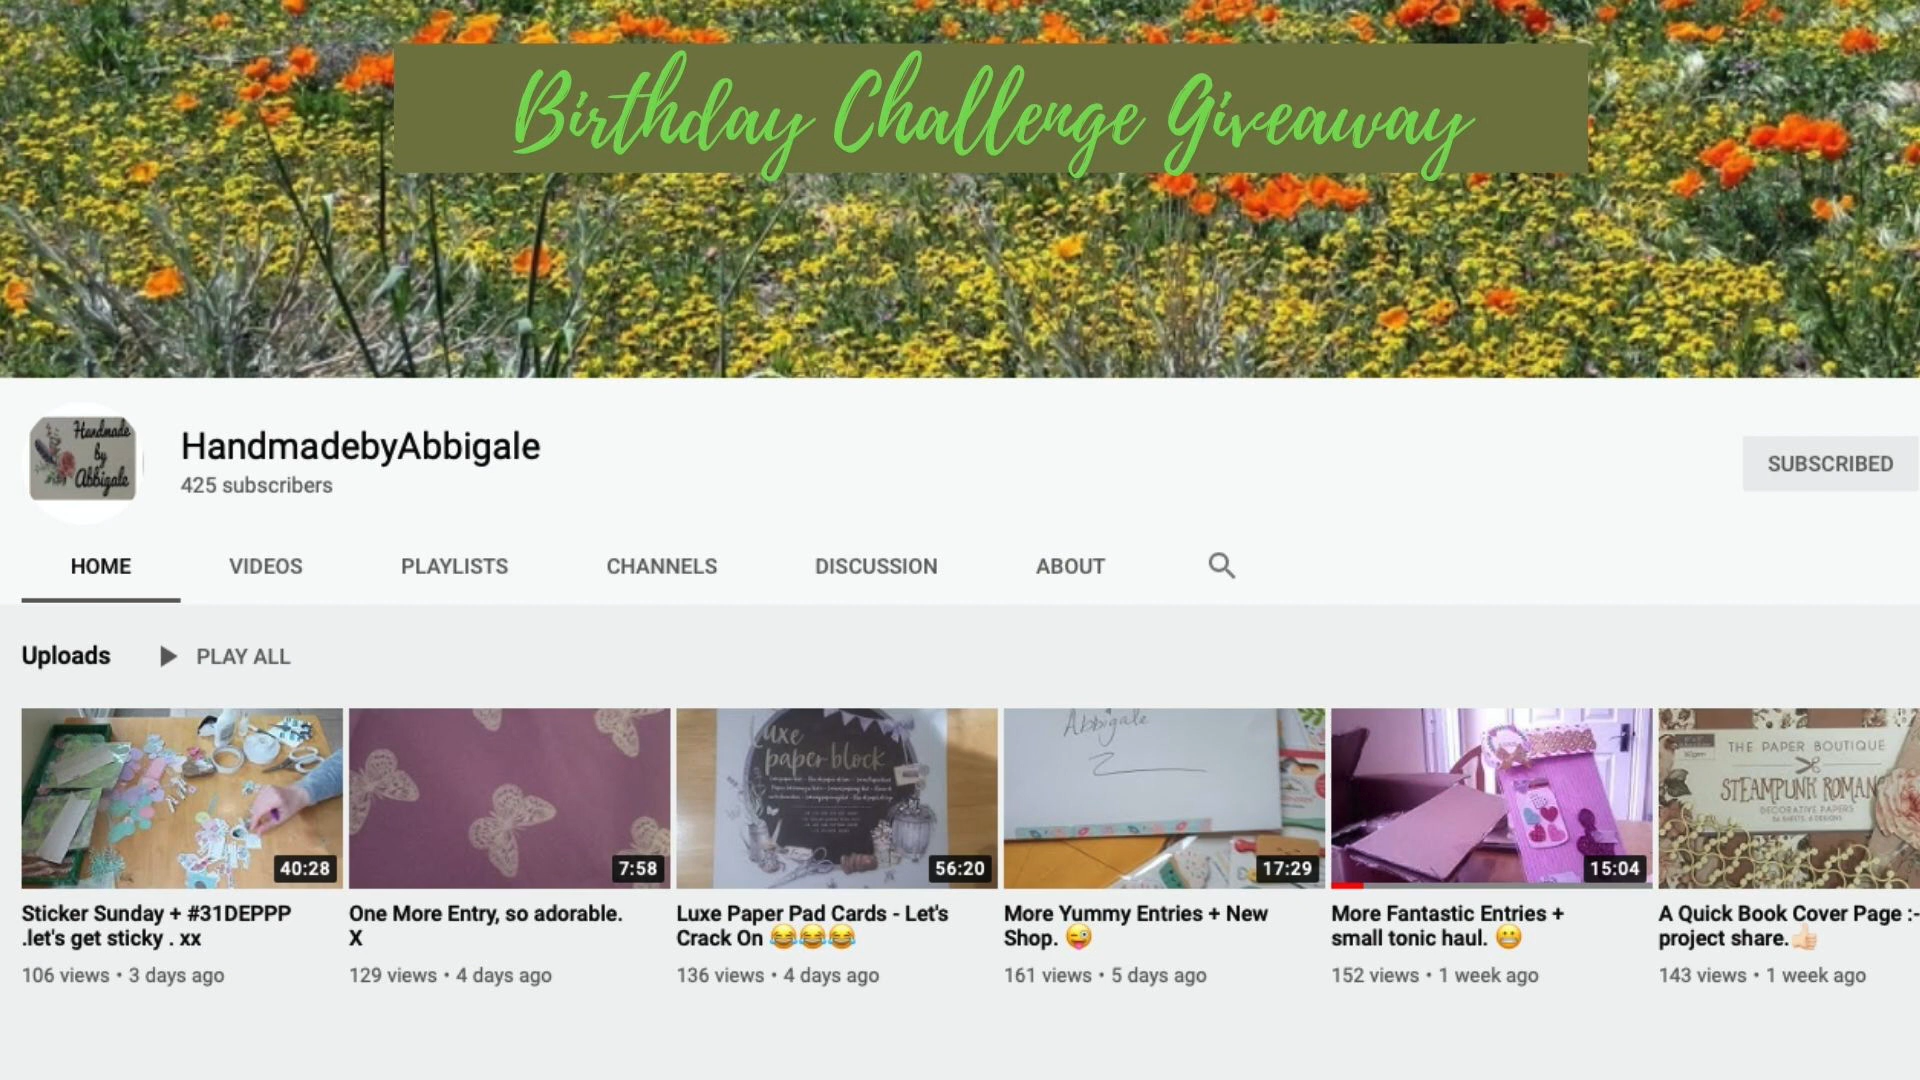 Birthday Challenge Giveaway
Handmade
by
Abbigale
HandmadebyAbbigale
425 subscribers
SUBSCRIBED
HOME
VIDEOS
PLAYLISTS
CHANNELS
DISCUSSION
ABOUT
Uploads
PLAY ALL
40:28
7:58
Luxe
paper block
56:20
Abbigale
17:29
15:04
THE PAPER BOUTIQUE
STEAMPUNK ROMAN
DECORATIVE PAPERS
Sticker Sunday + #31DEPPP
.let's get sticky . xx
106 views • 3 days ago
One More Entry, so adorable.
X
129 views • 4 days ago
Luxe Paper Pad Cards - Let's
Crack On 😂😂😂
136 views • 4 days ago
More Yummy Entries + New
Shop. 😜
161 views • 5 days ago
More Fantastic Entries +
small tonic haul. 😬
152 views • 1 week ago
A Quick Book Cover Page :-
project share.👍🏻
143 views • 1 week ago